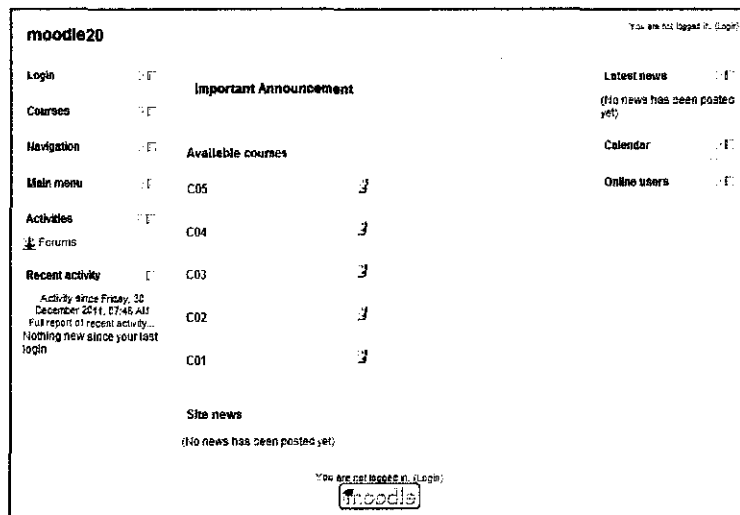 moodle20
You are not logged in. (Login)
Login
Courses
Navigation
Main menu
Activities
Forums
Recent activity
Activity since Friday, 30
December 2011, 07:46 AM
Full report of recent activity...
Nothing new since your last
login
Important Announcement
Available courses
C05
C04
C03
C02
C01
Site news
(No news has been posted yet)
Latest news
(No news has been posted
yet)
Calendar
Online users
You are not logged in. (Login)
moodle